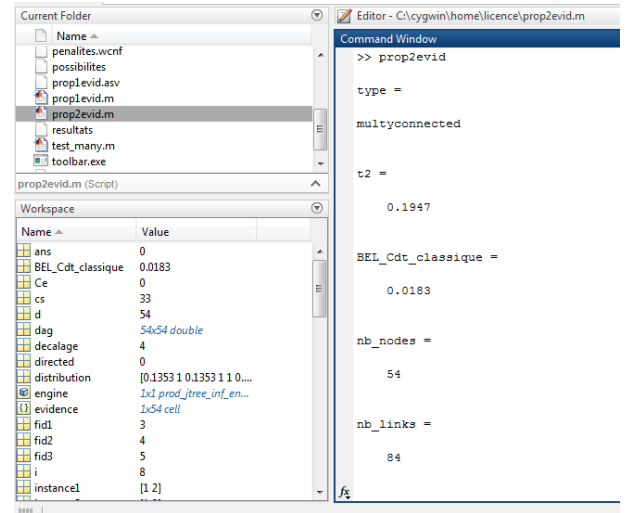 Current Folder
Name
penalites.wcnf
possibilites
prop1evid.asv
prop1evid.m
prop2evid.m
resultats
test_many.m
toolbar.exe
prop2evid.m (Script)
Workspace
Name Value
ans 0
BEL_Cdt_classique 0.0183
Ce 0
cs 33
d 54
dag 54x54 double
decalage 4
directed 0
distribution [0.1353 1 0.1353 1 1 0....
engine 1x1 prod_jtree_inf_en...
evidence 1x54 cell
fid1 3
fid2 4
fid3 5
i 8
instance1 [1 2]
Editor - C:\cygwin\home\licence\prop2evid.m
Command Window
>> prop2evid
type =
multyconnected
t2 =
0.1947
BEL_Cdt_classique =
0.0183
nb_nodes =
54
nb_links =
84
fx